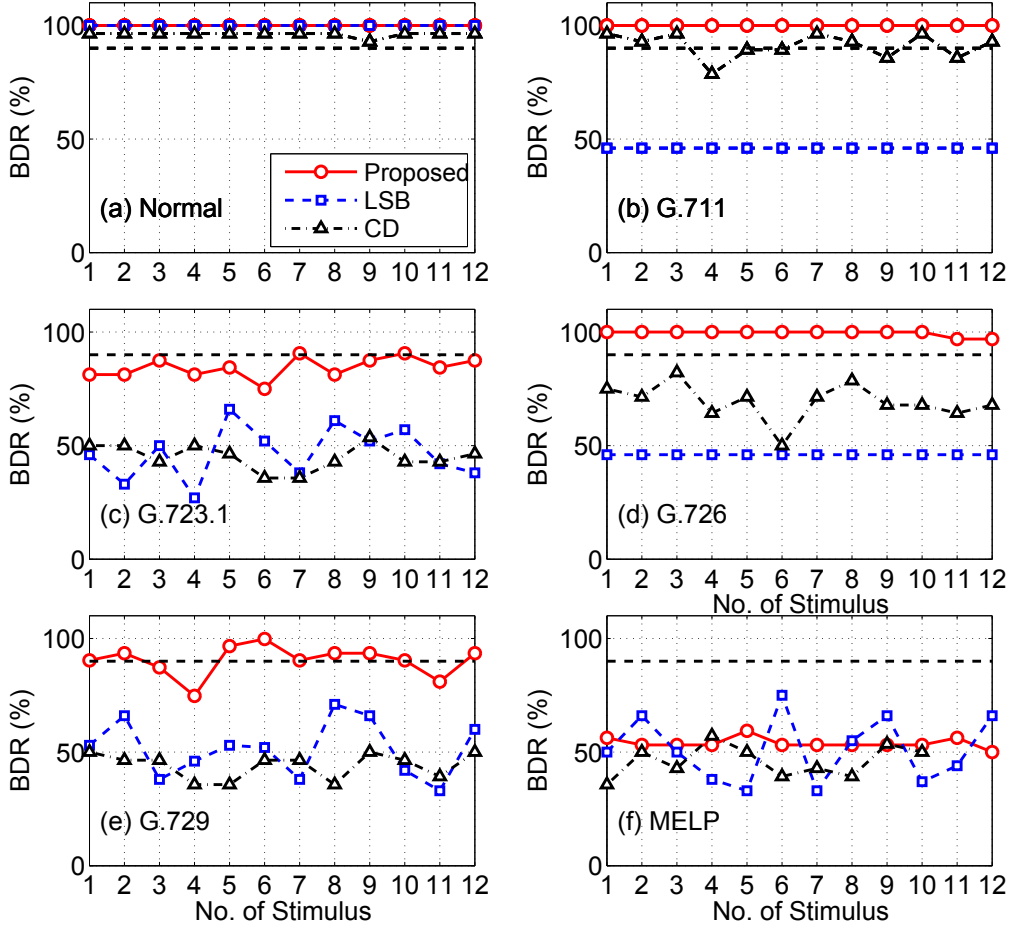 100
50
0
BDR (%)
Proposed
LSB
CD
(a) Normal
1 2 3 4 5 6 7 8 9 10 11 12
100
50
0
BDR (%)
(b) G.711
1 2 3 4 5 6 7 8 9 10 11 12
100
50
0
BDR (%)
(c) G.723.1
1 2 3 4 5 6 7 8 9 10 11 12
100
50
0
BDR (%)
(d) G.726
1 2 3 4 5 6 7 8 9 10 11 12
No. of Stimulus
100
50
0
BDR (%)
(e) G.729
1 2 3 4 5 6 7 8 9 10 11 12
No. of Stimulus
100
50
0
BDR (%)
(f) MELP
1 2 3 4 5 6 7 8 9 10 11 12
No. of Stimulus